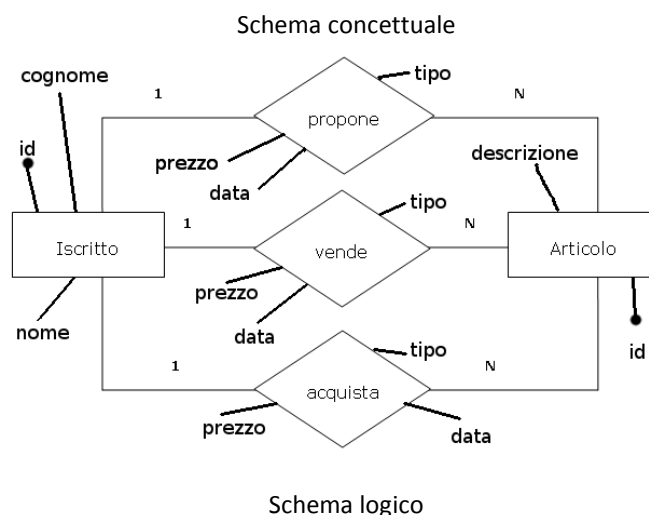 Schema concettuale
cognome
tipo
1
N
propone
id
prezzo
descrizione
data
tipo
1
N
Iscritto
vende
Articolo
prezzo
nome
data
tipo
id
1
N
acquista
prezzo
data
Schema logico